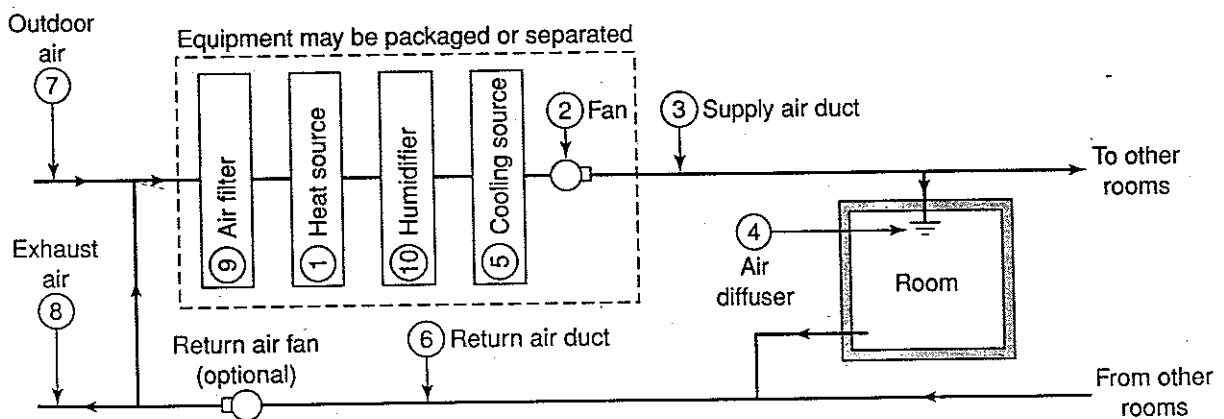 Outdoor
air
7
Equipment may be packaged or separated
9 Air filter
1 Heat source
10 Humidifier
5 Cooling source
2 Fan
3 Supply air duct
To other
rooms
4
Air
diffuser
Room
Exhaust
air
8
Return air fan
(optional)
6 Return air duct
From other
rooms